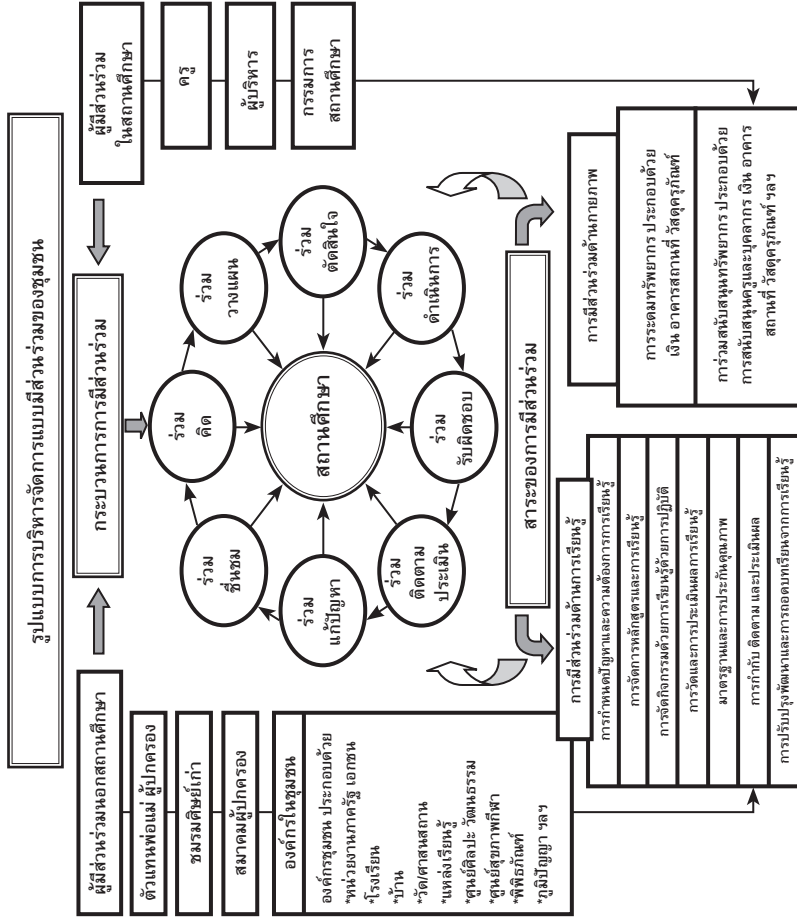 รูปแบบการบริหารจัดการแบบมีส่วนร่วมของชุมชน
ผู้มีส่วนร่วมนอกสถานศึกษา
ตัวแทนพ่อแม่ ผู้ปกครอง
ชมรมศิษย์เก่า
สมาคมผู้ปกครอง
องค์กรในชุมชน
องค์กรชุมชน ประกอบด้วย
*หน่วยงานภาครัฐ เอกชน
*โรงเรียน
*บ้าน
*วัด/ศาสนสถาน
*แหล่งเรียนรู้
*ศูนย์ศิลปะ วัฒนธรรม
*ศูนย์สุขภาพกีฬา
*พิพิธภัณฑ์
*ภูมิปัญญา ฯลฯ
กระบวนการการมีส่วนร่วม
ร่วม
คิด
ร่วม
วางแผน
ร่วม
ตัดสินใจ
ร่วม
ดำเนินการ
ร่วม
รับผิดชอบ
ร่วม
ติดตาม
ประเมิน
ร่วม
แก้ปัญหา
ร่วม
ชื่นชม
สถานศึกษา
ผู้มีส่วนร่วม
ในสถานศึกษา
ครู
ผู้บริหาร
กรรมการ
สถานศึกษา
สาระของการมีส่วนร่วม
การมีส่วนร่วมด้านการเรียนรู้
การกำหนดปัญหาและความต้องการการเรียนรู้
การจัดการหลักสูตรและการเรียนรู้
การจัดกิจกรรมด้วยการเรียนรู้ด้วยการปฏิบัติ
การวัดและการประเมินผลการเรียนรู้
มาตรฐานและการประกันคุณภาพ
การกำกับ ติดตาม และประเมินผล
การปรับปรุงพัฒนาและการถอดบทเรียนจากการเรียนรู้
การมีส่วนร่วมด้านกายภาพ
การระดมทรัพยากร ประกอบด้วย
เงิน อาคารสถานที่ วัสดุครุภัณฑ์
การ่วมสนับสนุนทรัพยากร ประกอบด้วย
การสนับสนุนครูและบุคลากร เงิน อาคาร
สถานที่ วัสดุครุภัณฑ์ ฯลฯ